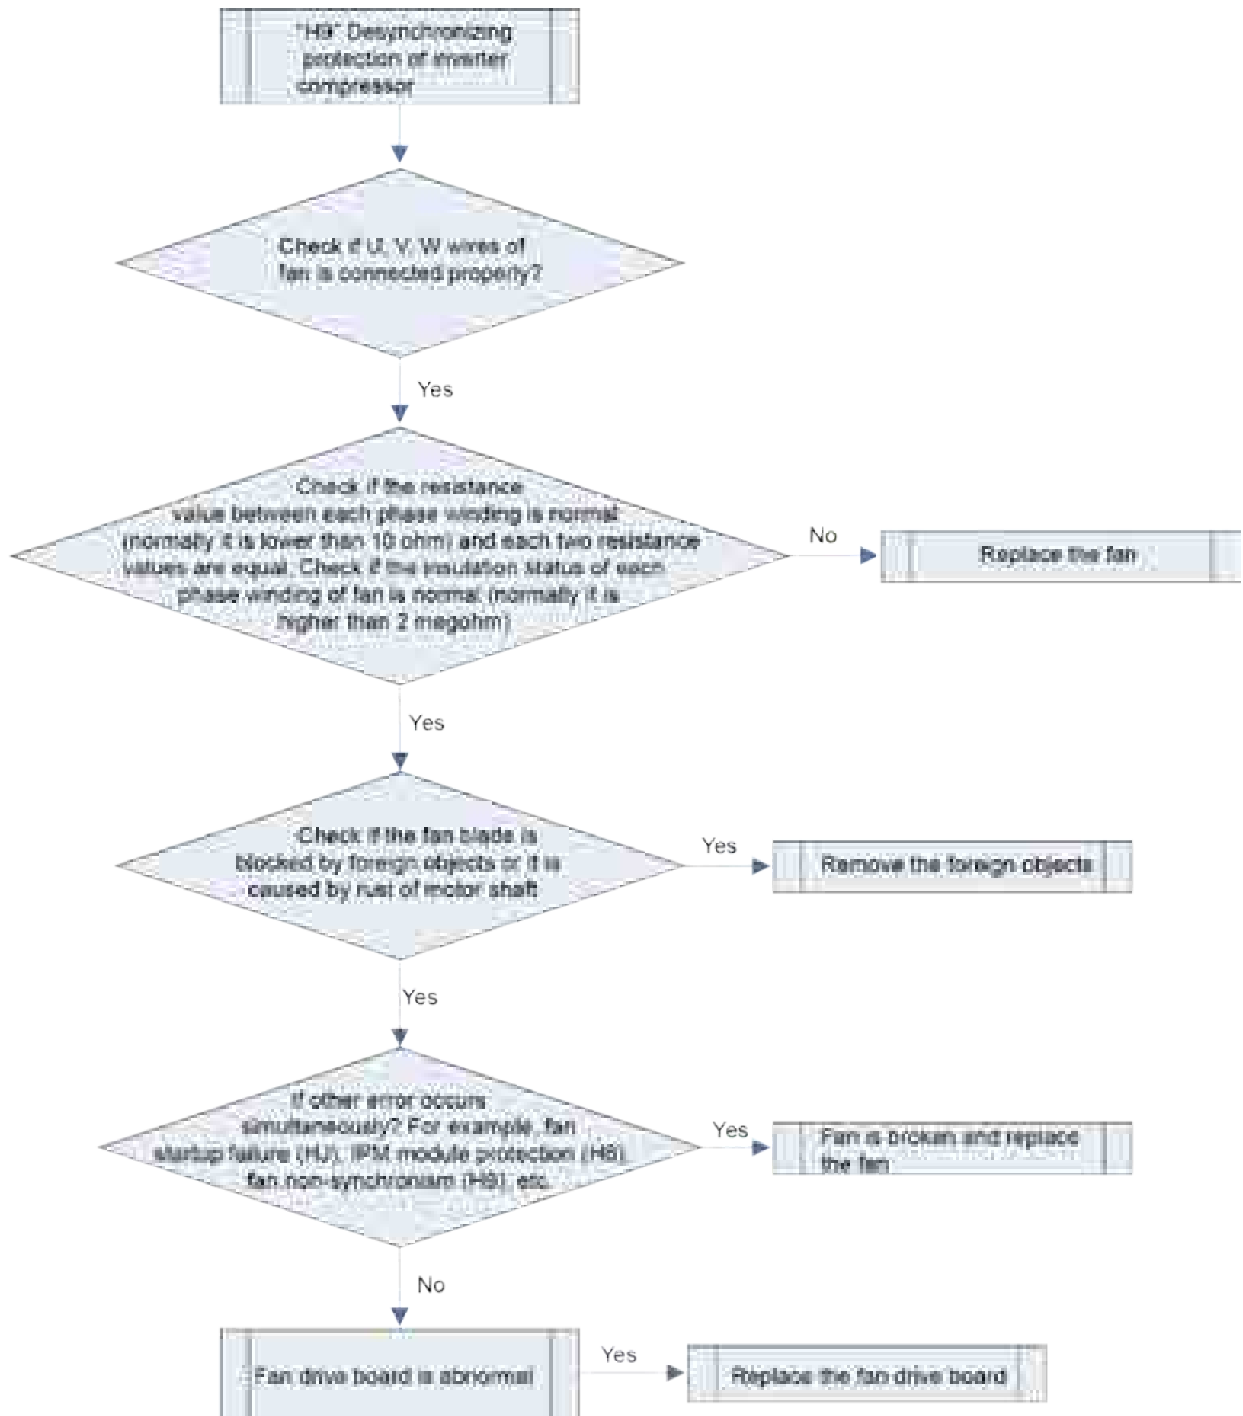 "H9" Desynchronizing
protection of inverter
compressor
Check if U, V, W wires of
fan is connected properly?
Yes
Check if the resistance
value between each phase winding is normal
(normally it is lower than 10 ohm) and each two resistance
values are equal. Check if the insulation status of each
phase winding of fan is normal (normally it is
higher than 2 megohm)
No
Replace the fan
Yes
Check if the fan blade is
blocked by foreign objects or it is
caused by rust of motor shaft
Yes
Remove the foreign objects
Yes
If other error occurs
simultaneously? For example, fan
startup failure (HJ), IPM module protection (H6),
fan non-synchronism (H9), etc.
Yes
Fan is broken and replace
the fan
No
Fan drive board is abnormal
Yes
Replace the fan drive board